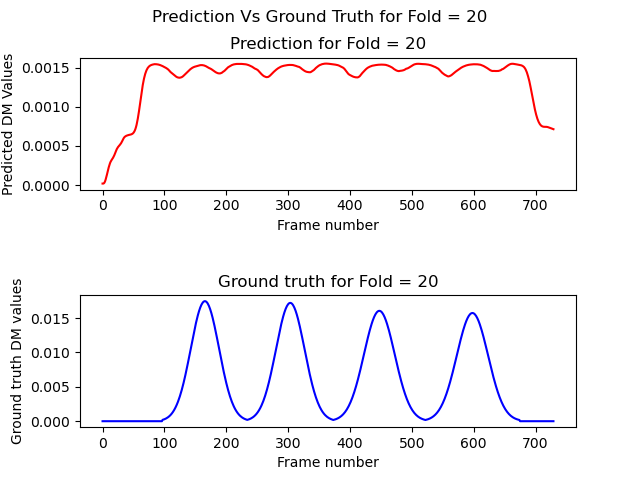 Prediction Vs Ground Truth for Fold = 20
Prediction for Fold = 20
Predicted DM Values
0.0015
0.0010
0.0005
0.0000
0 100 200 300 400 500 600 700
Frame number
Ground truth for Fold = 20
Ground truth DM values
0.015
0.010
0.005
0.000
0 100 200 300 400 500 600 700
Frame number